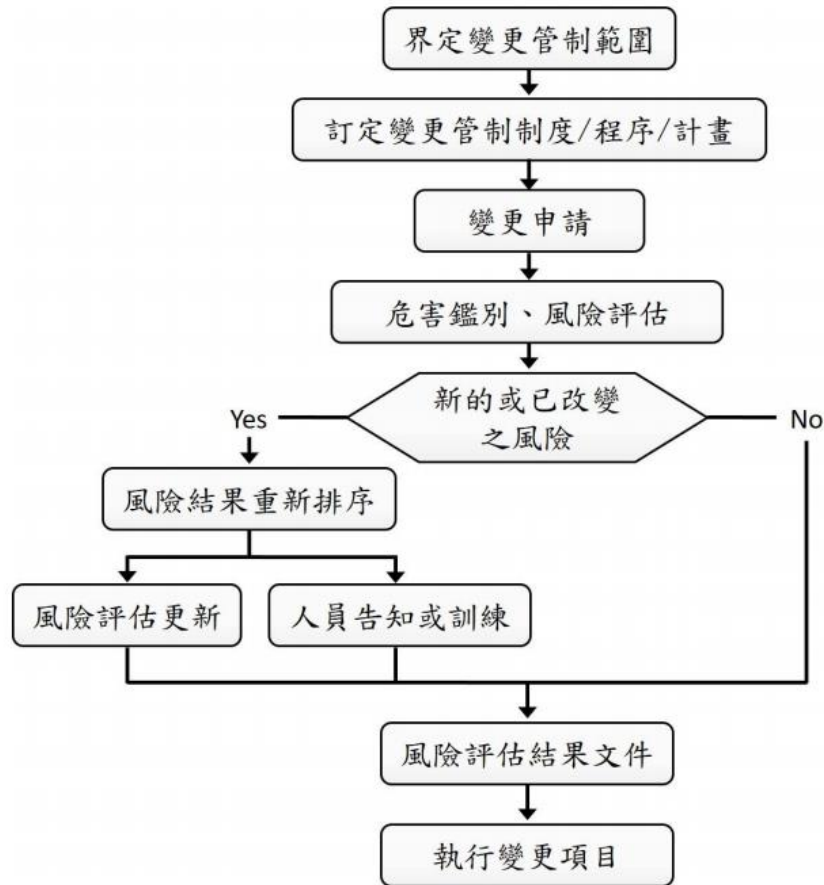 界定變更管制範圍
訂定變更管制制度/程序/計畫
變更申請
危害鑑別、風險評估
新的或已改變
之風險
Yes
No
風險結果重新排序
風險評估更新
人員告知或訓練
風險評估結果文件
執行變更項目